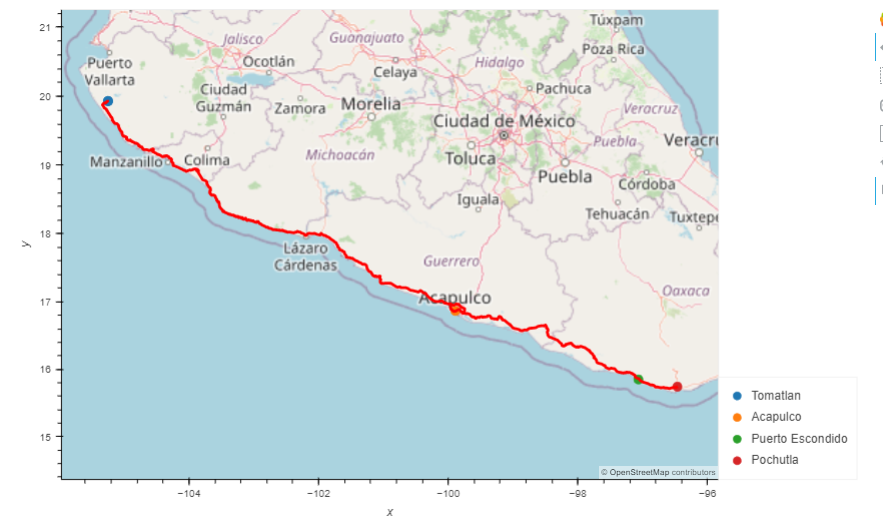 21
20
19
18
17
16
15
y
Túxpam
Jalisco
Guanajuato
Ocotlán
Poza Rica
Puerto
Vallarta
Hidalgo
Celaya
Ciudad
Guzmán
Pachuca
Zamora
Morelia
Veracruz
Ciudad de México
Puebla
Veracru
Manzanillo
Colima
Michoacán
Toluca
Puebla
Córdoba
Iguala
Tehuacán
Tuxtepe
Lázaro
Cárdenas
Guerrero
Oaxaca
Acapulco
© OpenStreetMap contributors
−104
−102
−100
−98
−96
x
Tomatlan
Acapulco
Puerto Escondido
Pochutla